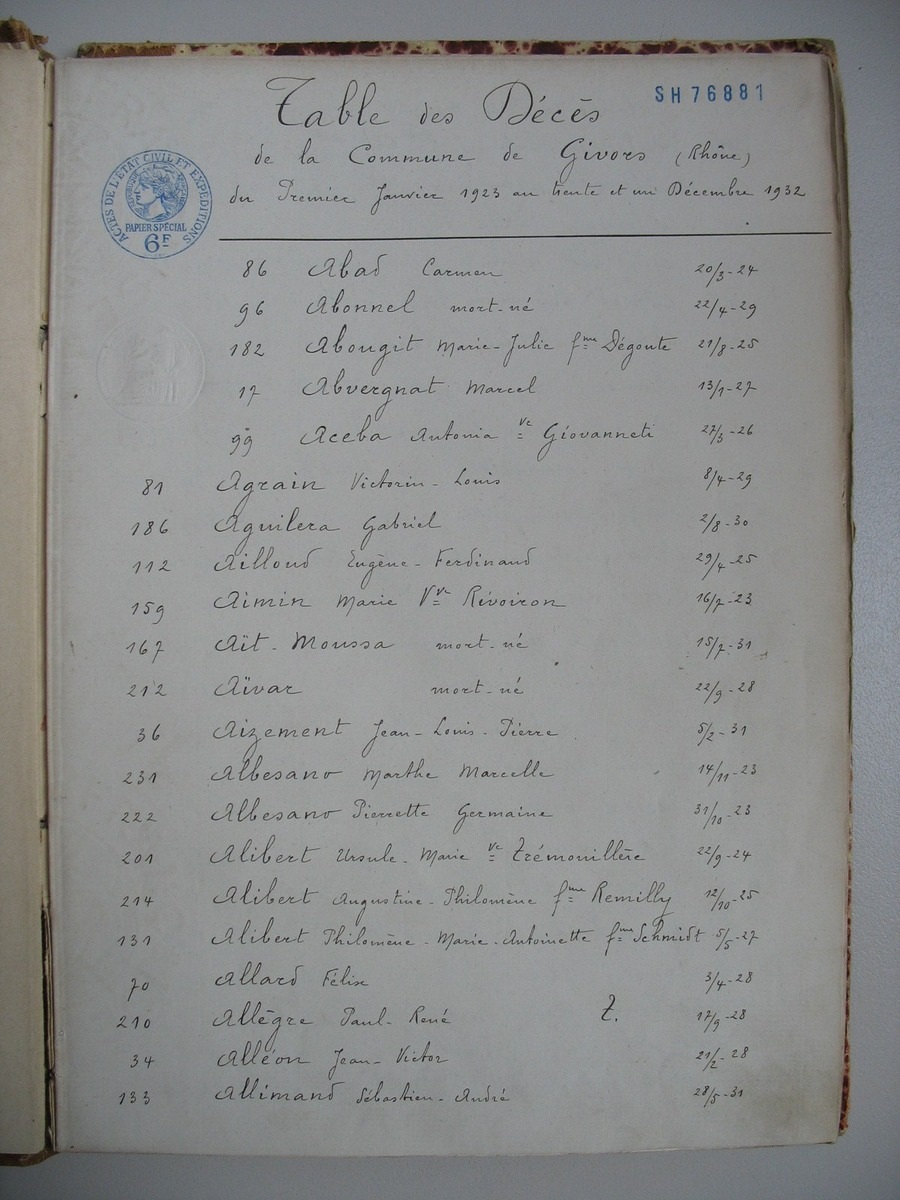 Table des Décès
SH 76881
de la Commune de Givors (Rhône)
du Premier Janvier 1923 au trente et un Décembre 1932
ACTES DE L'ÉTAT CIVIL ET EXPEDITIONS
PAPIER SPÉCIAL
6F
86 Abad Carmen 20/3-24
96 Abonnel mort-né 22/4-29
182 Abougit Marie-Julie fme Dégoute 21/8-25
17 Abvergnat Marcel 13/1-27
99 Aceba Antonia Ve Giovanneti 27/3-26
81 Agrain Victorin-Louis 8/4-29
186 Aguilera Gabriel 2/8-30
112 Ailloud Eugène-Ferdinand 29/4-25
159 Aimin Marie Vve Rivoiron 16/7-23
167 Aït-Moussa mort-né 15/7-31
212 Aïvar mort-né 22/9-28
36 Aizement Jean-Louis-Pierre 5/2-31
231 Albesano Marthe Marcelle 14/11-23
222 Albesano Pierrette Germaine 31/10-23
201 Alibert Ursule-Marie Ve Trémouillère 22/9-24
214 Alibert Augustine-Philomène fme Remilly 12/10-25
131 Alibert Philomène-Marie-Antoinette fme Schmidt 5/5-27
70 Allard Félix 3/4-28
210 Allègre Paul-René T. 17/9-28
34 Alléon Jean-Victor 21/2-28
133 Allimand Sébastien-André 28/5-31